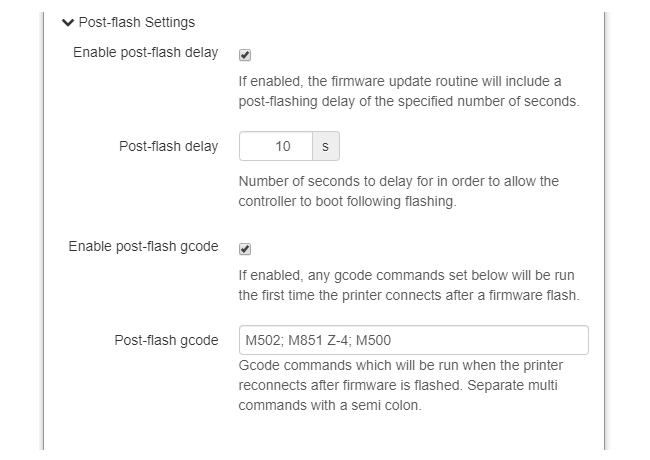 Post-flash Settings
Enable post-flash delay
If enabled, the firmware update routine will include a
post-flashing delay of the specified number of seconds.
Post-flash delay 10 s
Number of seconds to delay for in order to allow the
controller to boot following flashing.
Enable post-flash gcode
If enabled, any gcode commands set below will be run
the first time the printer connects after a firmware flash.
Post-flash gcode M502; M851 Z-4; M500
Gcode commands which will be run when the printer
reconnects after firmware is flashed. Separate multi
commands with a semi colon.